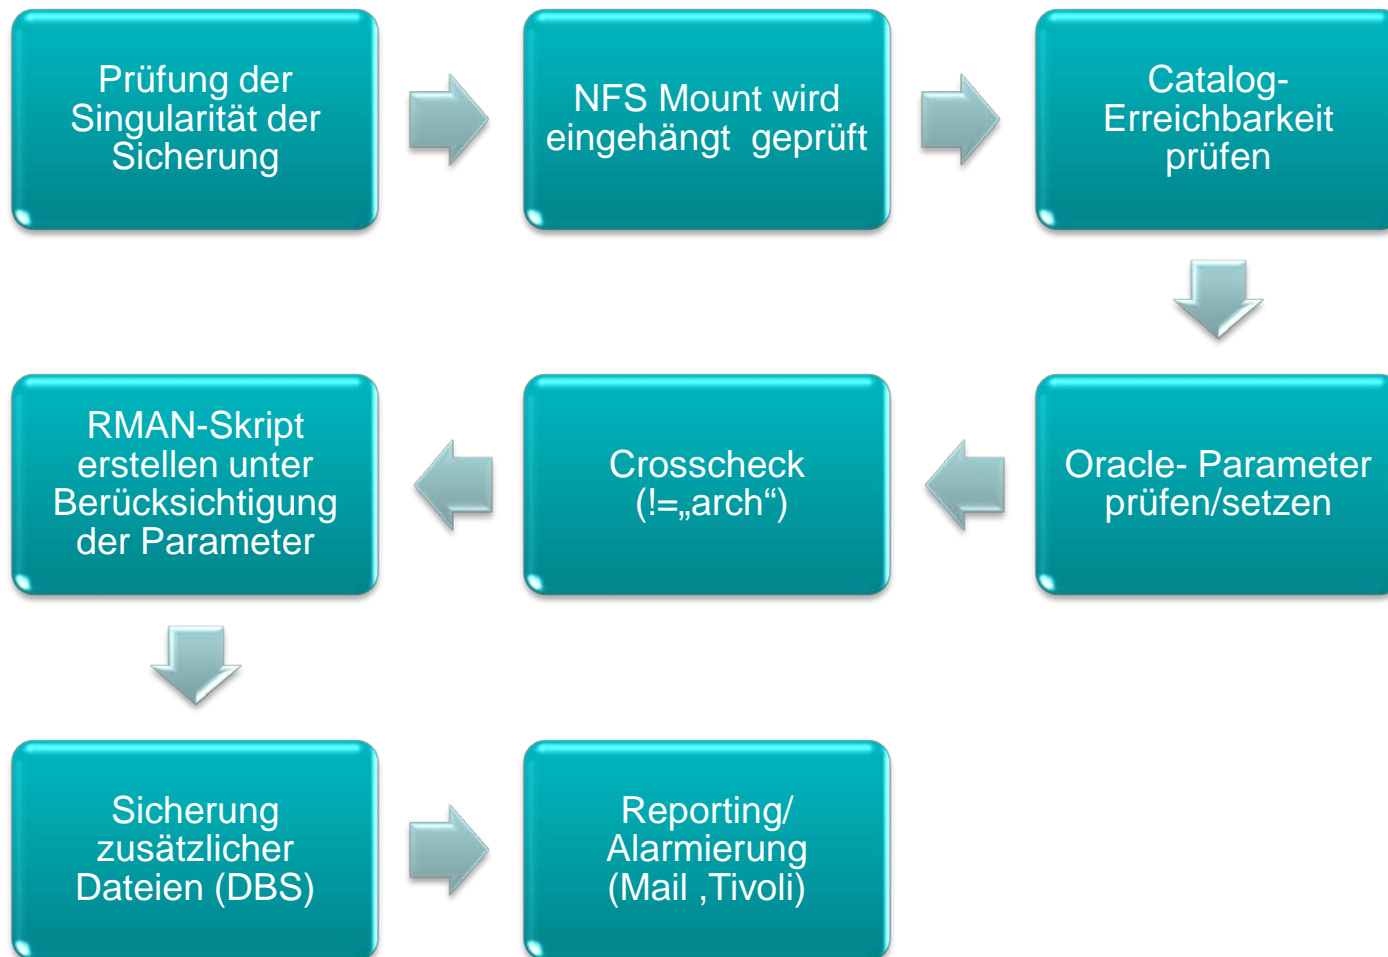 Prüfung der
Singularität der
Sicherung
NFS Mount wird
eingehängt  geprüft
Catalog-
Erreichbarkeit
prüfen
Oracle- Parameter
prüfen/setzen
Crosscheck
(!=„arch“)
RMAN-Skript
erstellen unter
Berücksichtigung
der Parameter
Sicherung
zusätzlicher
Dateien (DBS)
Reporting/
Alarmierung
(Mail ,Tivoli)